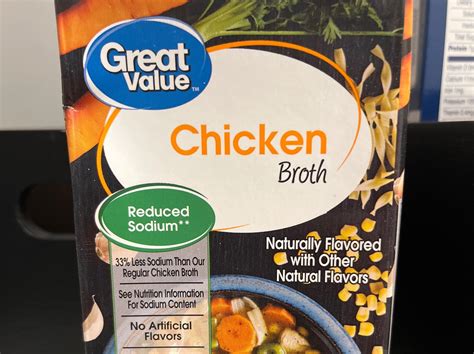 Great
Value™
Chicken
Broth
Reduced
Sodium**
33% Less Sodium Than Our
Regular Chicken Broth
See Nutrition Information
For Sodium Content
No Artificial
Flavors
Naturally Flavored
with Other
Natural Flavors